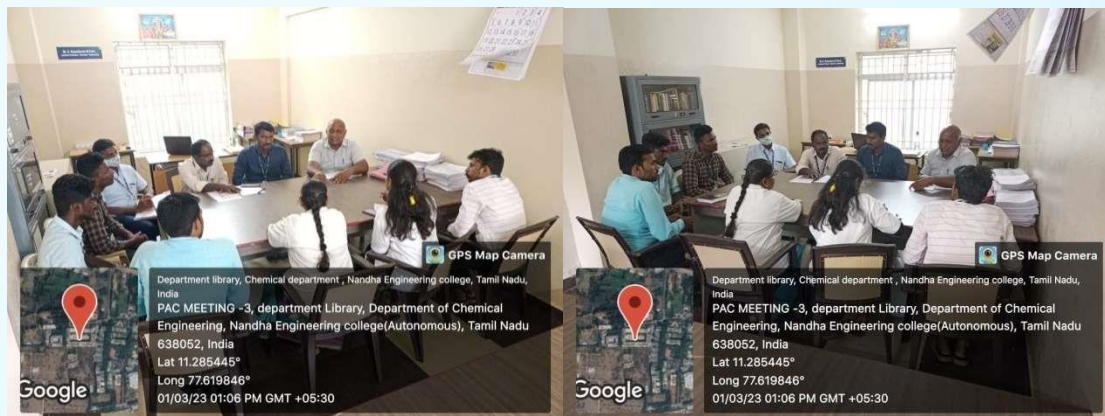 GPS Map Camera
Department library, Chemical department , Nandha Engineering college, Tamil Nadu,
India
PAC MEETING -3, department Library, Department of Chemical
Engineering, Nandha Engineering college(Autonomous), Tamil Nadu
638052, India
Lat 11.285445°
Long 77.619846°
01/03/23 01:06 PM GMT +05:30
Google
GPS Map Camera
Department library, Chemical department , Nandha Engineering college, Tamil Nadu,
India
PAC MEETING -3, department Library, Department of Chemical
Engineering, Nandha Engineering college(Autonomous), Tamil Nadu
638052, India
Lat 11.285445°
Long 77.619846°
01/03/23 01:06 PM GMT +05:30
Google